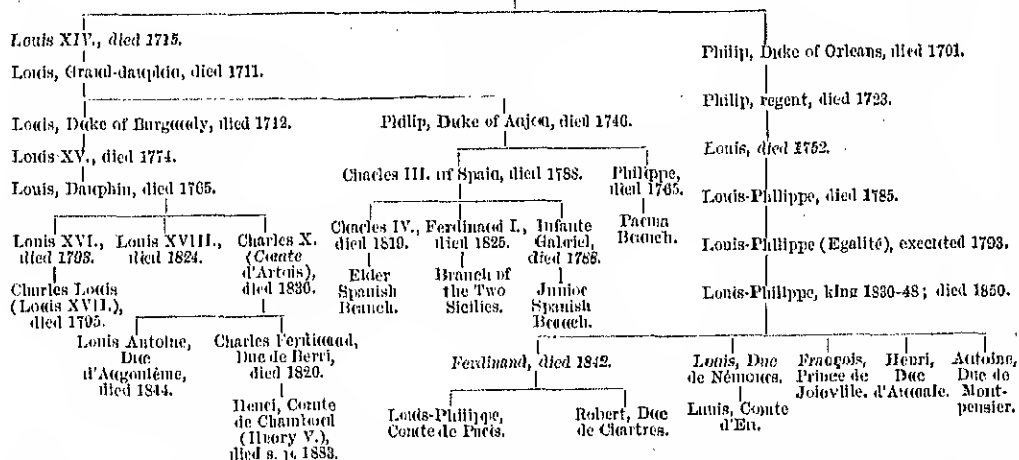 Louis XIV., died 1715.
Louis, Grand-dauphin, died 1711.
Louis, Duke of Burgundy, died 1712.
Louis XV., died 1774.
Louis, Dauphin, died 1765.
Louis XVI.,
died 1793.
Charles Louis
(Louis XVII.),
died 1795.
Louis XVIII.,
died 1824.
Charles X.
(Comte
d'Artois),
died 1836.
Louis Antoine,
Duc
d'Angoulême,
died 1844.
Charles Ferdinand,
Duc de Berri,
died 1820.
Henri, Comte
de Chambord
(Henry V.),
died s. p. 1883.
Philip, Duke of Anjou, died 1746.
Charles III. of Spain, died 1788.
Charles IV.,
died 1819.
Elder
Spanish
Branch.
Ferdinand I.,
died 1825.
Branch of
the Two
Sicilies.
Infante
Gabriel,
died 1788.
Junior
Spanish
Branch.
Philippe,
died 1765.
Parma
Branch.
Philip, Duke of Orleans, died 1701.
Philip, regent, died 1723.
Louis, died 1752.
Louis-Philippe, died 1785.
Louis-Philippe (Egalité), executed 1793.
Louis-Philippe, king 1830-48; died 1850.
Ferdinand, died 1842.
Louis-Philippe,
Comte de Paris.
Robert, Duc
de Chartres.
Louis, Duc
de Némours.
Louis, Comte
d'Eu.
François,
Prince de
Joinville.
Henri,
Duc
d'Aumale.
Antoine,
Duc de
Mont-
pensier.